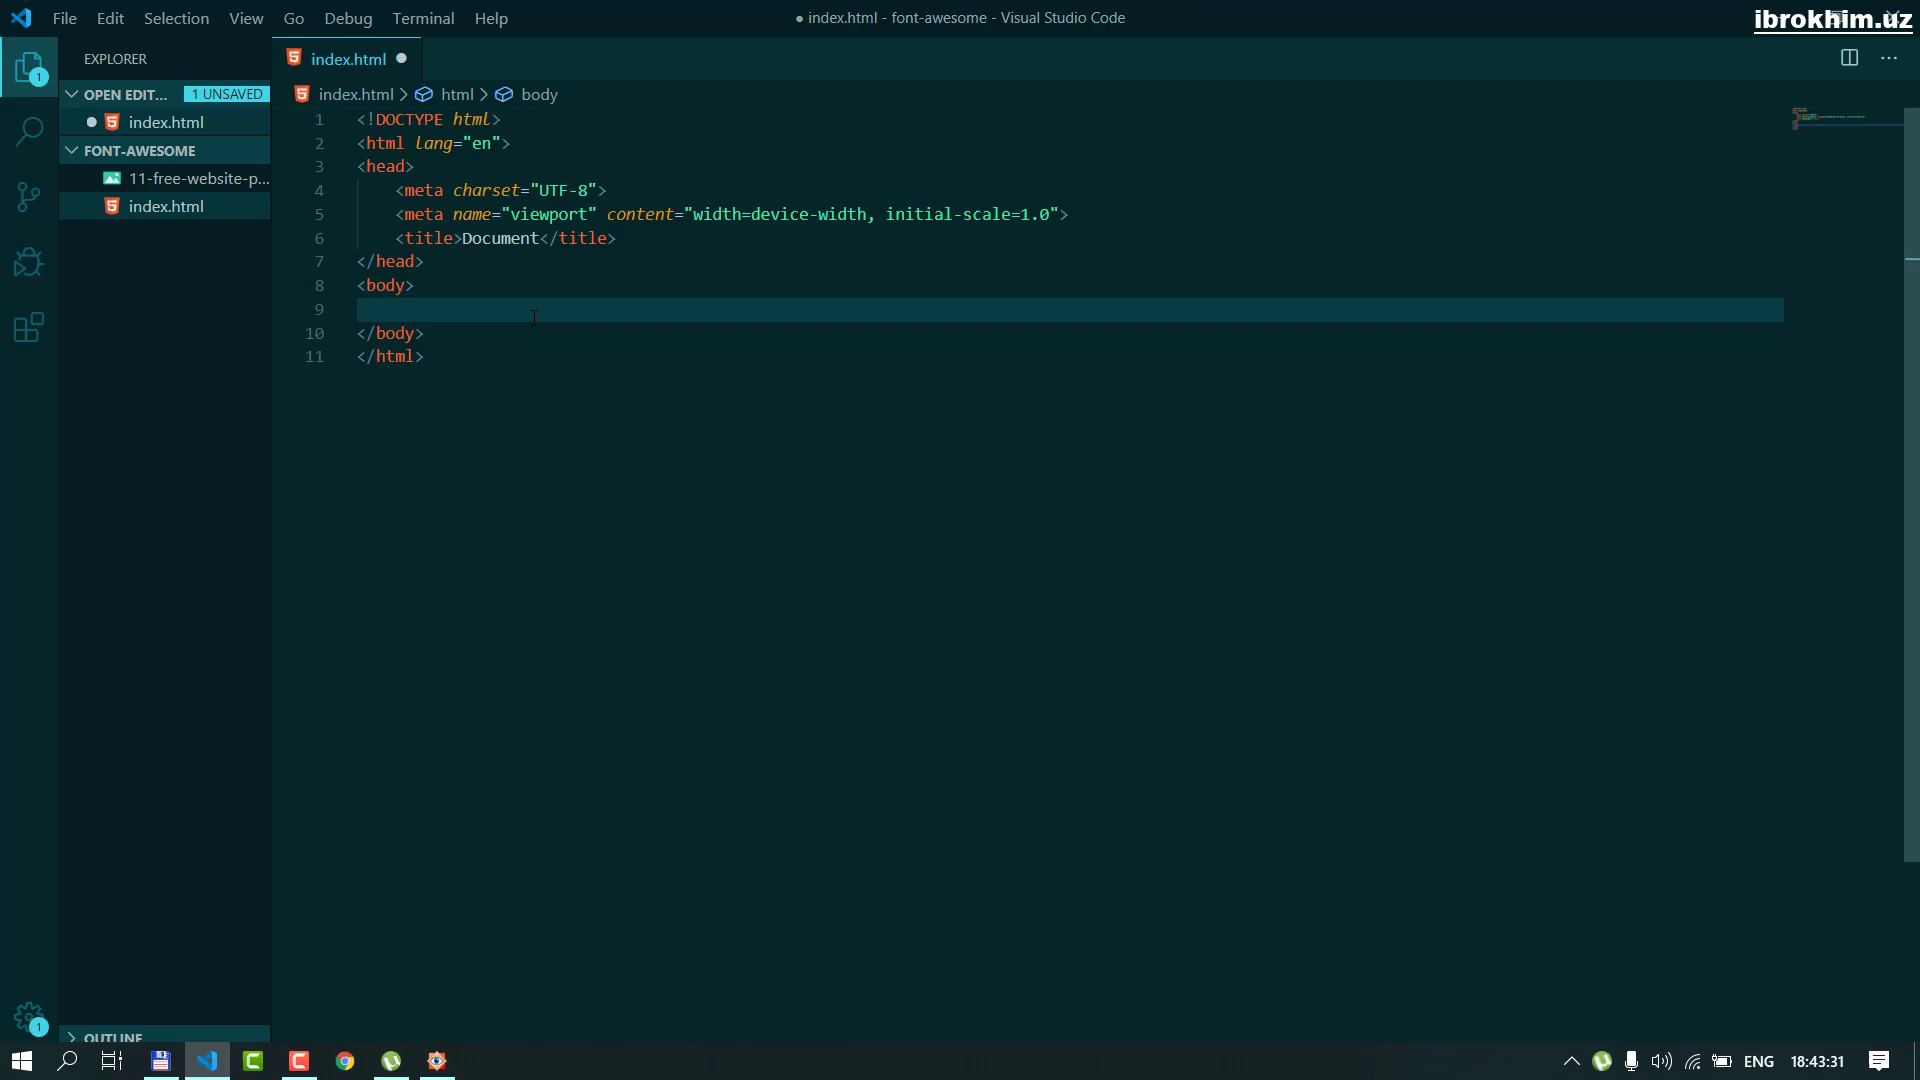 File Edit Selection View Go Debug Terminal Help
● index.html - font-awesome - Visual Studio Code
ibrokhim.uz
EXPLORER
OPEN EDIT... 1 UNSAVED
index.html
FONT-AWESOME
11-free-website-p...
index.html
OUTLINE
1
1
index.html
index.html > html > body
1 <!DOCTYPE html>
2 <html lang="en">
3 <head>
4 <meta charset="UTF-8">
5 <meta name="viewport" content="width=device-width, initial-scale=1.0">
6 <title>Document</title>
7 </head>
8 <body>
9
10 </body>
11 </html>
ENG 18:43:31